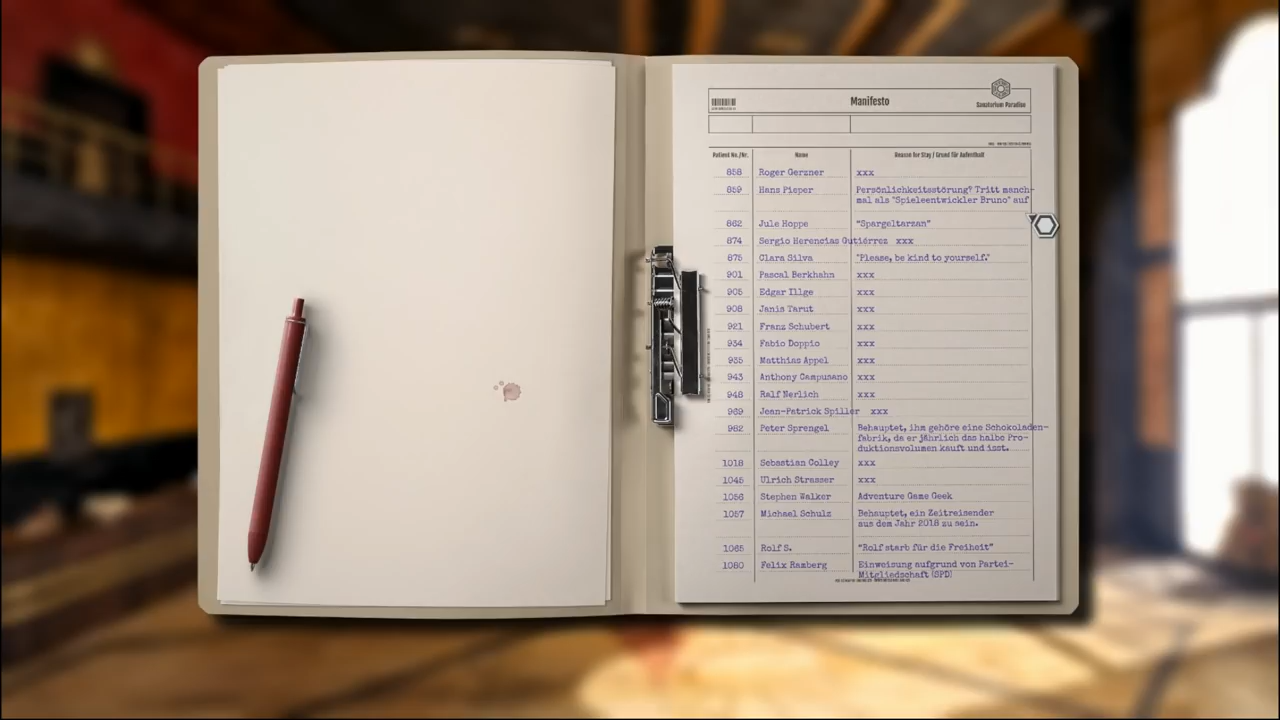 Manifesto
Sanatorium Paradiso
Patient No./Nr. Name Reason for Stay / Grund für Aufenthalt
858 Roger Gerzner xxx
859 Hans Pieper Persönlichkeitsstörung? Tritt manch-
mal als "Spieleentwickler Bruno" auf
862 Jule Hoppe "Spargeltarzan"
874 Sergio Herencias Gutiérrez xxx
875 Clara Silva "Please, be kind to yourself."
901 Pascal Berkhahn xxx
905 Edgar Illge xxx
908 Janis Tarut xxx
921 Franz Schubert xxx
934 Fabio Doppio xxx
935 Matthias Appel xxx
943 Anthony Campusano xxx
948 Ralf Nerlich xxx
969 Jean-Patrick Spiller xxx
982 Peter Sprengel Behauptet, ihm gehöre eine Schokoladen-
fabrik, da er jährlich das halbe Pro-
duktionsvolumen kauft und isst.
1018 Sebastian Colley xxx
1045 Ulrich Strasser xxx
1056 Stephen Walker Adventure Game Geek
1057 Michael Schulz Behauptet, ein Zeitreisender
aus dem Jahr 2018 zu sein.
1065 Rolf S. "Rolf starb für die Freiheit"
1080 Felix Ramberg Einweisung aufgrund von Partei-
Mitgliedschaft (SPD)